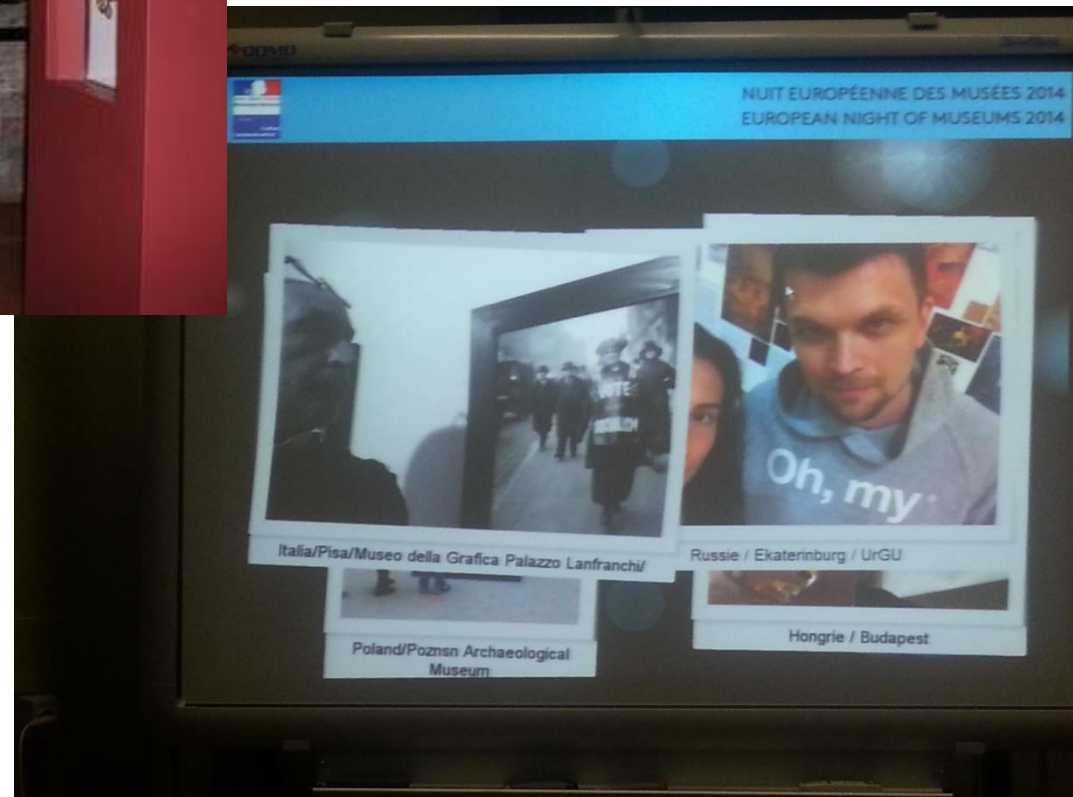 NUIT EUROPÉENNE DES MUSÉES 2014
EUROPEAN NIGHT OF MUSEUMS 2014
Oh, my
Italia/Pisa/Museo della Grafica Palazzo Lanfranchi/
Russie / Ekaterinburg / UrGU
Poland/Poznsn Archaeological
Museum
Hongrie / Budapest